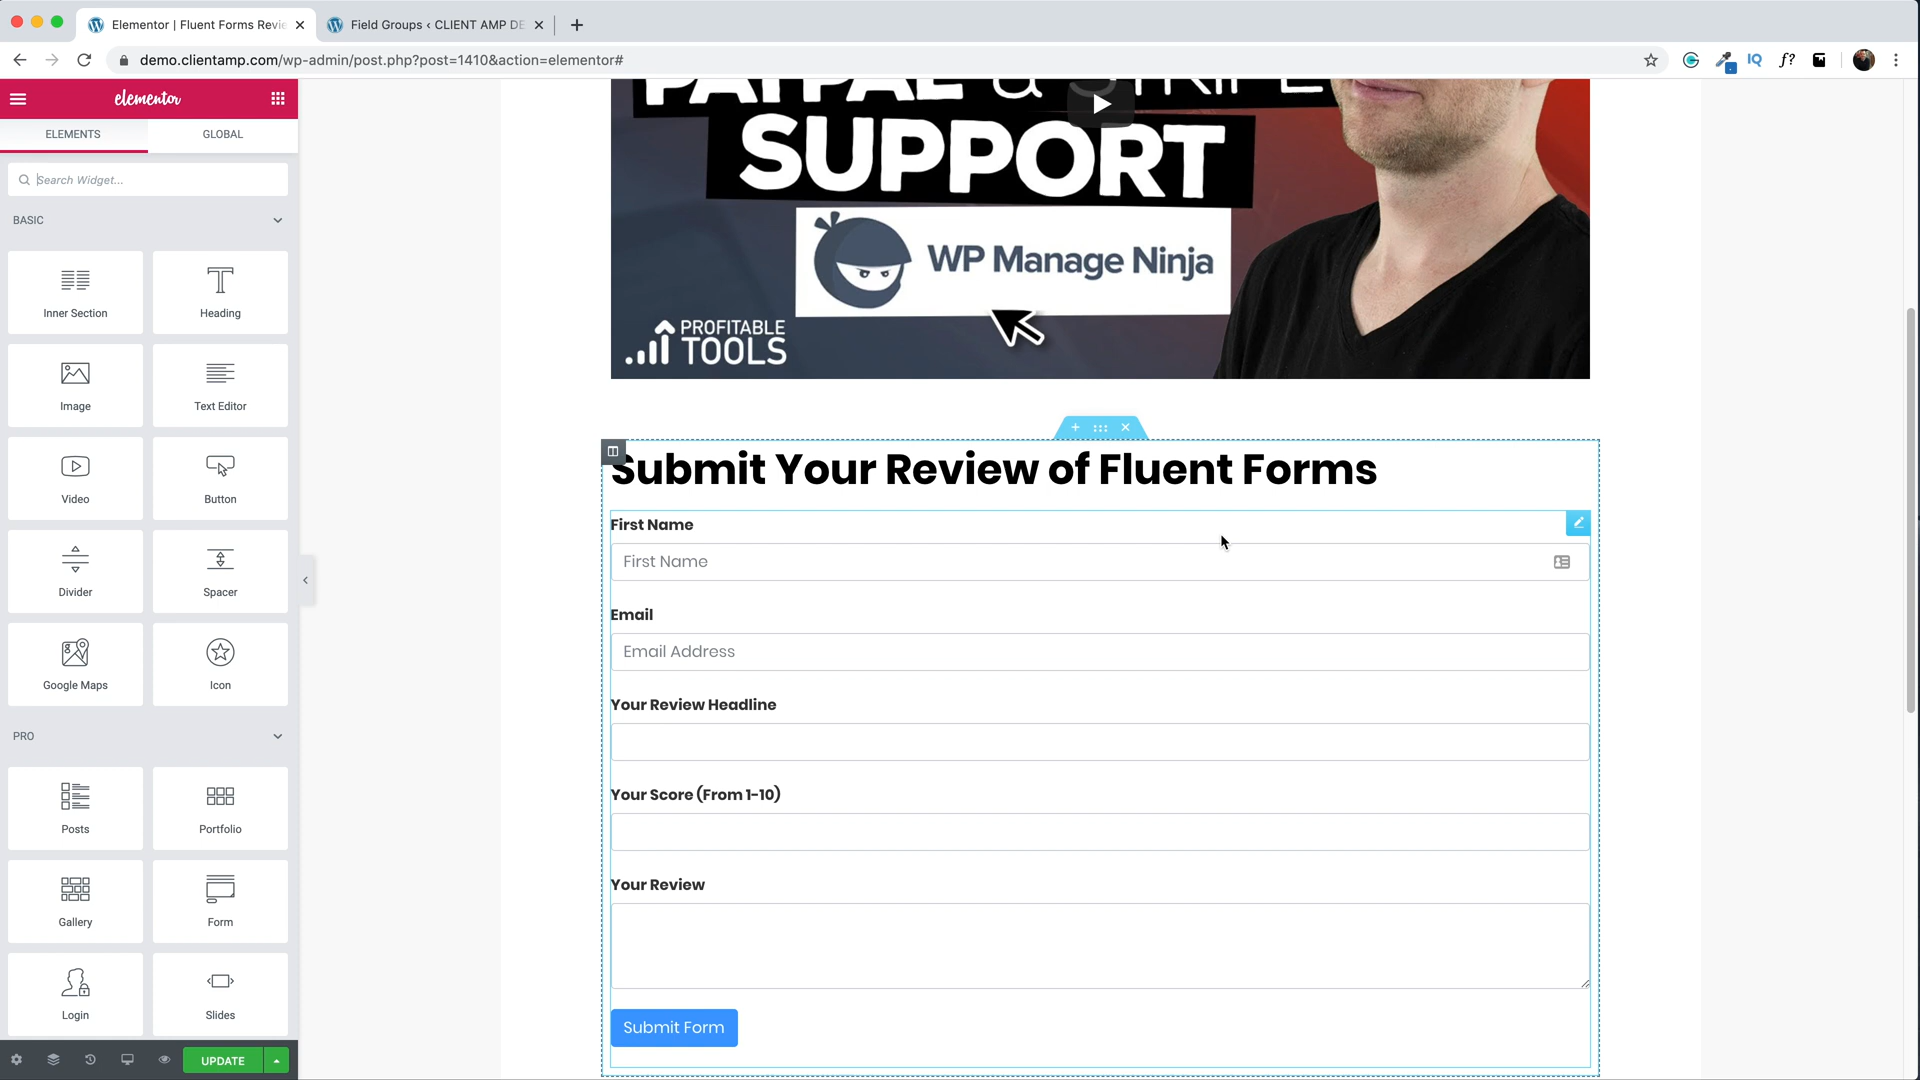 Elementor | Fluent Forms Revie
Field Groups ‹ CLIENT AMP DE
demo.clientamp.com/wp-admin/post.php?post=1410&action=elementor#
IQ
f?
elementor
ELEMENTS
GLOBAL
Search Widget...
BASIC
Inner Section
Heading
Image
Text Editor
Video
Button
Divider
Spacer
Google Maps
Icon
PRO
Posts
Portfolio
Gallery
Form
Login
Slides
UPDATE
PAYPAL & STRIPE
SUPPORT
WP Manage Ninja
PROFITABLE
TOOLS
Submit Your Review of Fluent Forms
First Name
First Name
Email
Email Address
Your Review Headline
Your Score (From 1-10)
Your Review
Submit Form